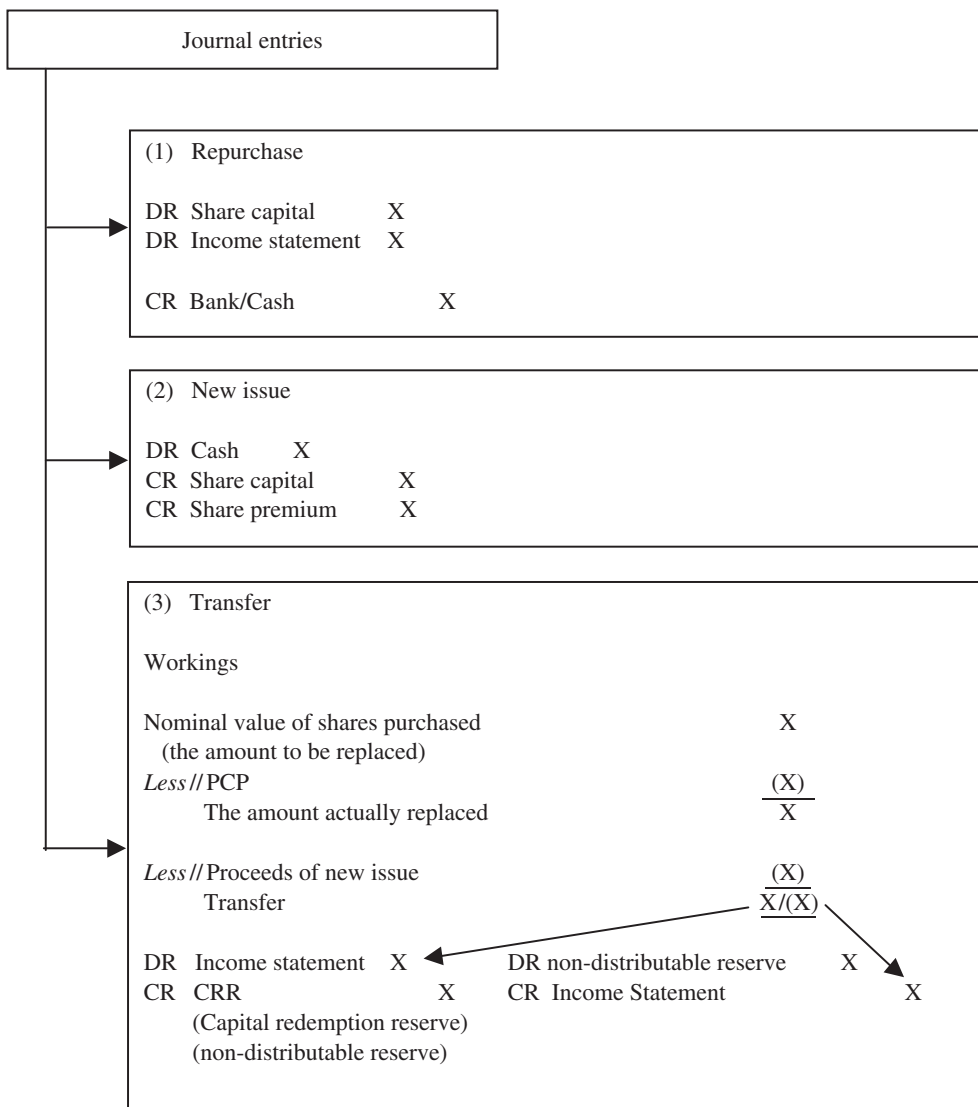 Journal entries
(1) Repurchase
DR Share capital X
DR Income statement X
CR Bank/Cash X
(2) New issue
DR Cash X
CR Share capital X
CR Share premium X
(3) Transfer
Workings
Nominal value of shares purchased X
(the amount to be replaced)
Less// PCP (X)
The amount actually replaced X
Less// Proceeds of new issue (X)
Transfer X/(X)
DR Income statement X DR non-distributable reserve X
CR CRR X CR Income Statement X
(Capital redemption reserve)
(non-distributable reserve)